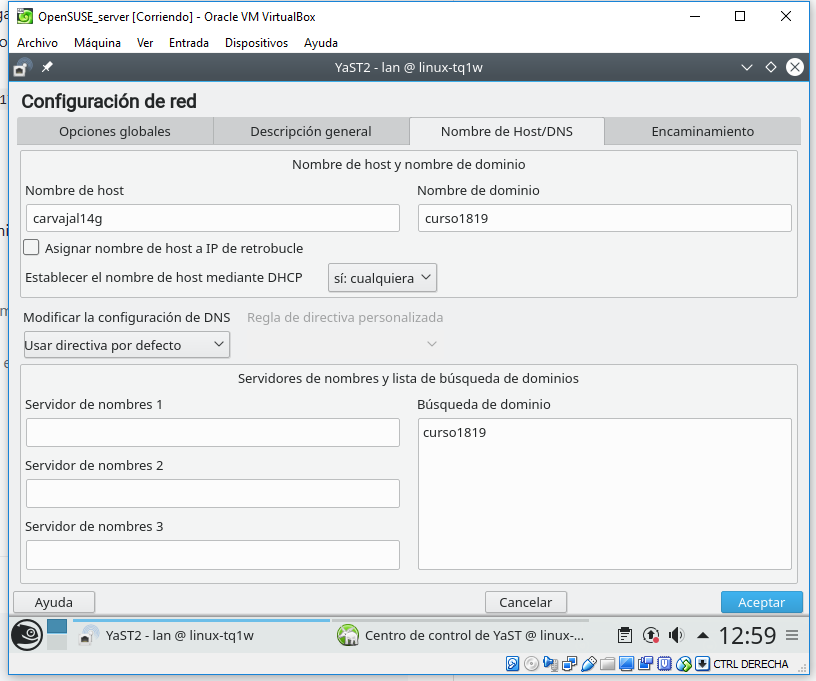 OpenSUSE_server [Corriendo] - Oracle VM VirtualBox
Archivo Máquina Ver Entrada Dispositivos Ayuda
YaST2 - lan @ linux-tq1w
Configuración de red
Opciones globales Descripción general Nombre de Host/DNS Encaminamiento
Nombre de host y nombre de dominio
Nombre de host Nombre de dominio
carvajal14g curso1819
Asignar nombre de host a IP de retrobucle
Establecer el nombre de host mediante DHCP sí: cualquiera
Modificar la configuración de DNS Regla de directiva personalizada
Usar directiva por defecto
Servidores de nombres y lista de búsqueda de dominios
Servidor de nombres 1 Búsqueda de dominio
curso1819
Servidor de nombres 2
Servidor de nombres 3
Ayuda Cancelar Aceptar
YaST2 - lan @ linux-tq1w Centro de control de YaST @ linux-... 12:59
CTRL DERECHA